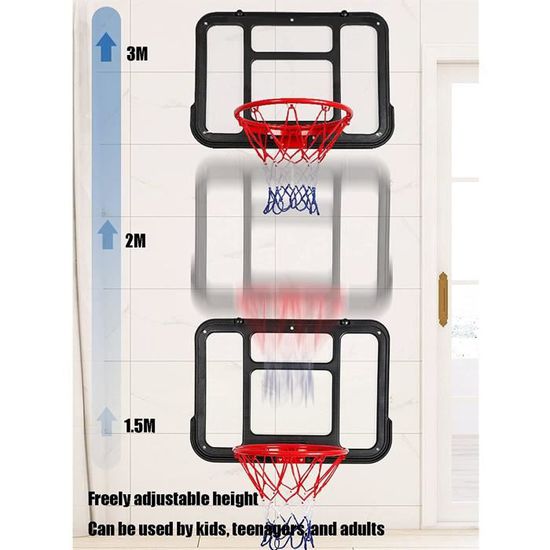 3M
2M
1.5M
Freely adjustable height
Can be used by kids, teenagers, and adults